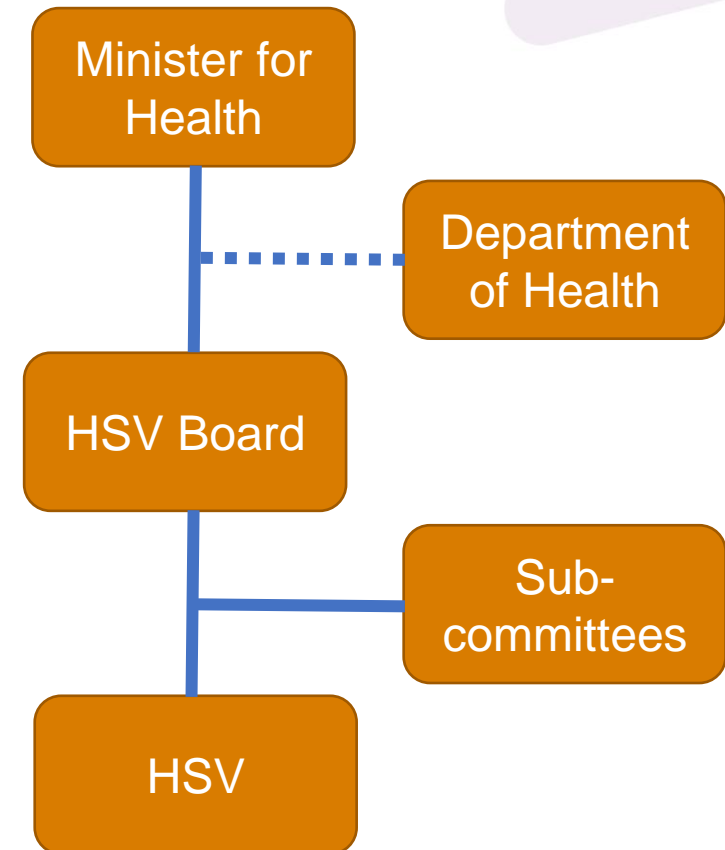 Minister for
Health
Department
of Health
HSV Board
Sub-
committees
HSV